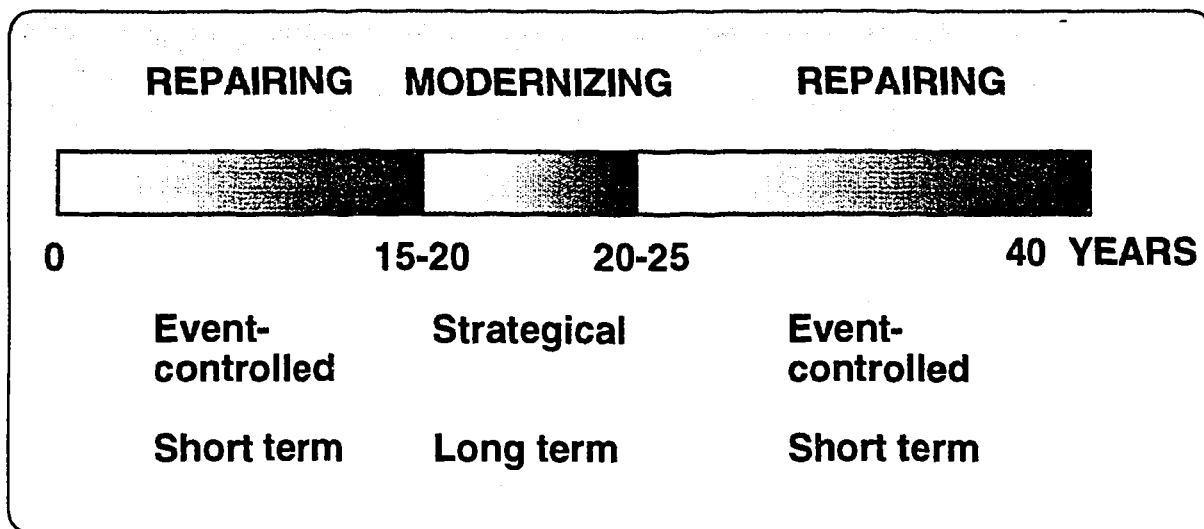 REPAIRING MODERNIZING REPAIRING
0 15-20 20-25 40 YEARS
Event- Strategical Event-
controlled controlled
Short term Long term Short term